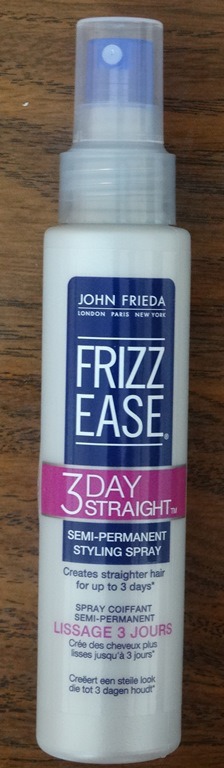 JOHN FRIEDA
LONDON PARIS NEW YORK
FRIZZ
EASE®
3 DAY
STRAIGHT™
SEMI-PERMANENT
STYLING SPRAY
Creates straighter hair
for up to 3 days*
SPRAY COIFFANT
SEMI-PERMANENT
LISSAGE 3 JOURS
Crée des cheveux plus
lisses jusqu'à 3 jours*
Creëert een steile look
die tot 3 dagen houdt*